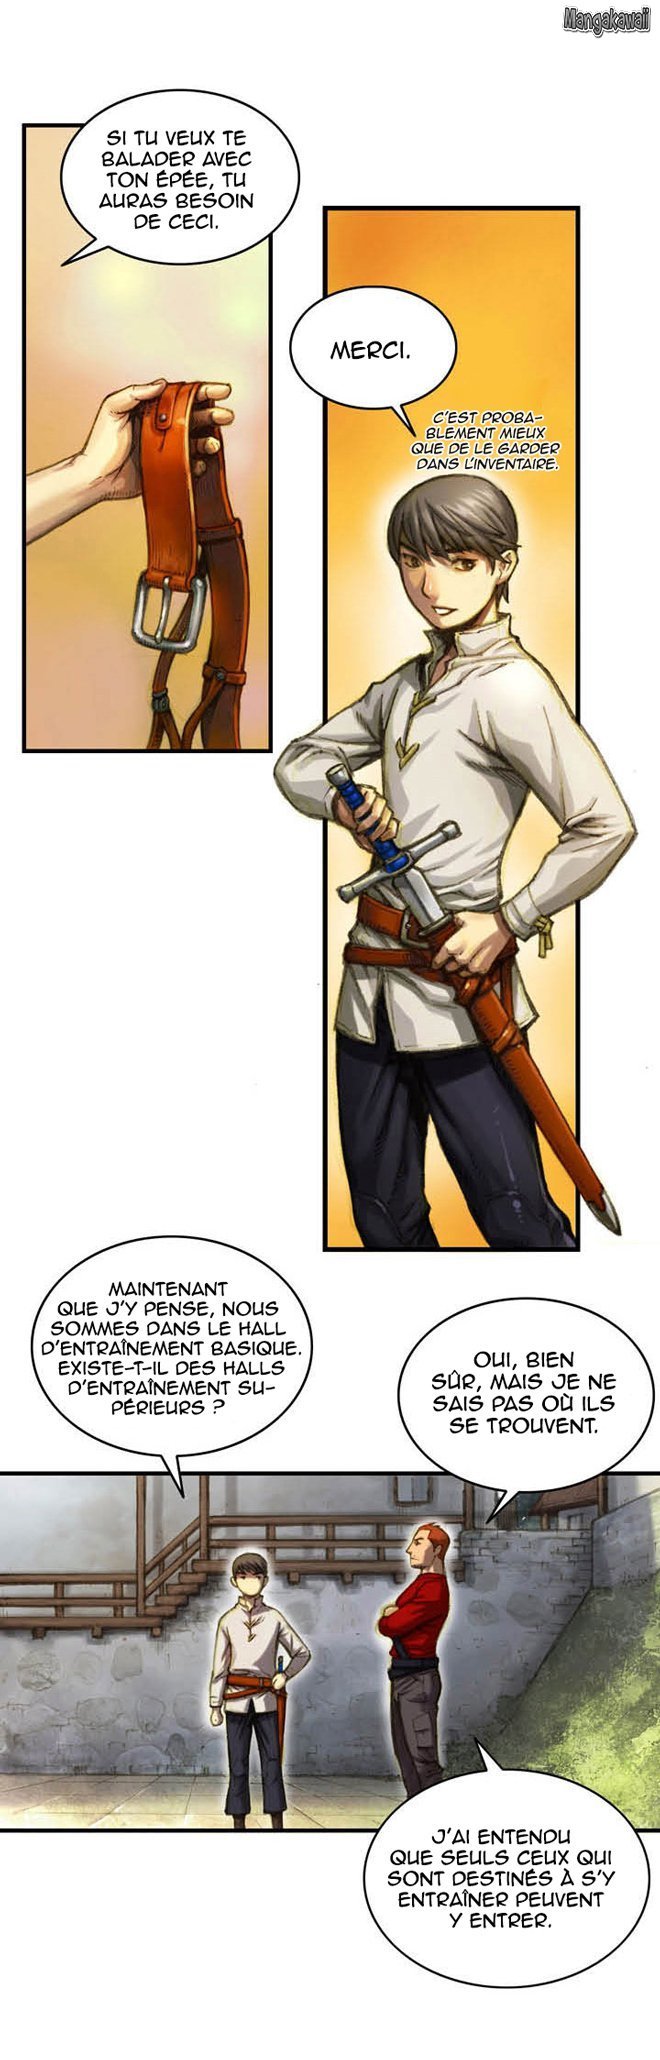 Mangakawaii
SI TU VEUX TE
BALADER AVEC
TON ÉPÉE, TU
AURAS BESOIN
DE CECI.
MERCI.
C'EST PROBA-
BLEMENT MIEUX
QUE DE LE GARDER
DANS L'INVENTAIRE.
MAINTENANT
QUE J'Y PENSE, NOUS
SOMMES DANS LE HALL
D'ENTRAÎNEMENT BASIQUE.
EXISTE-T-IL DES HALLS
D'ENTRAÎNEMENT SU-
PÉRIEURS ?
OUI, BIEN
SÛR, MAIS JE NE
SAIS PAS OÙ ILS
SE TROUVENT.
J'AI ENTENDU
QUE SEULS CEUX QUI
SONT DESTINÉS À S'Y
ENTRAÎNER PEUVENT
Y ENTRER.